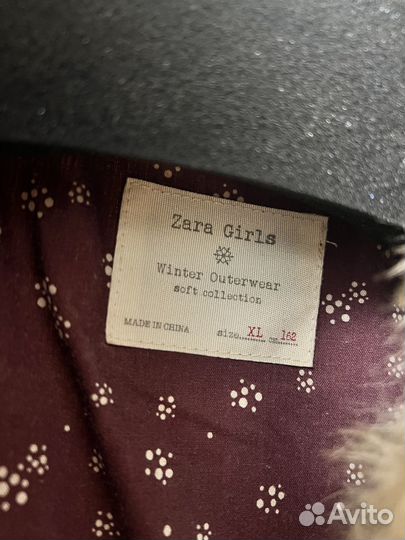 Zara Girls
Winter Outerwear
soft collection
MADE IN CHINA size XL cm 162
Avito